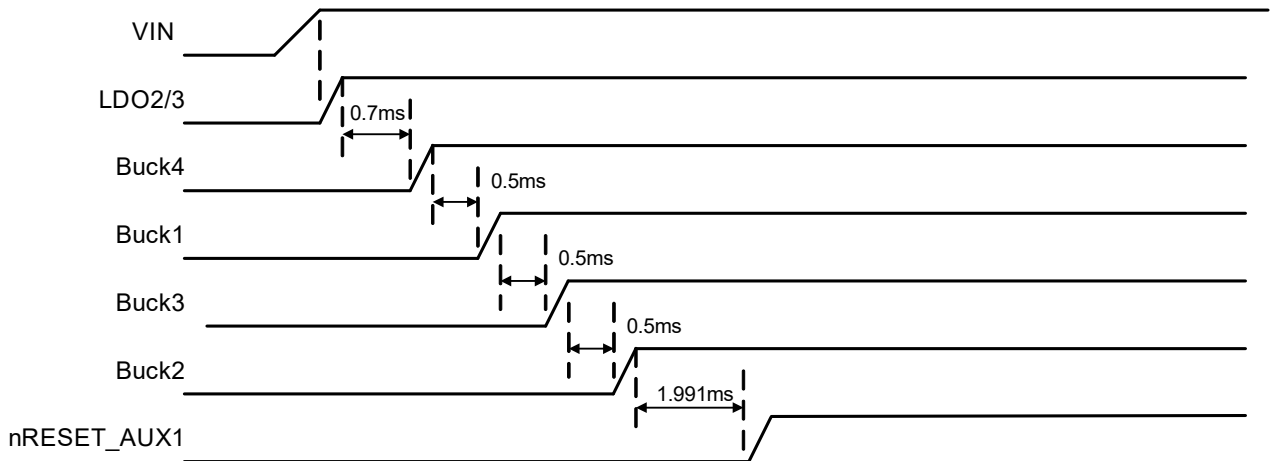 VIN
LDO2/3
0.7ms
Buck4
0.5ms
Buck1
0.5ms
Buck3
0.5ms
Buck2
1.991ms
nRESET_AUX1